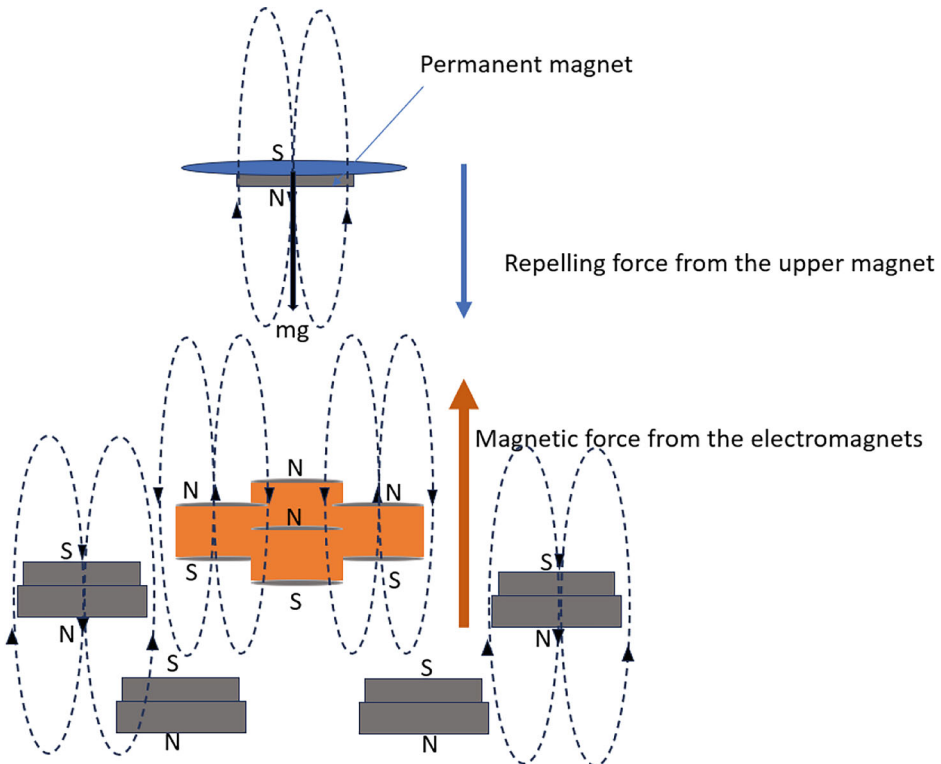 Permanent magnet
S
N
Repelling force from the upper magnet
mg
Magnetic force from the electromagnets
N
N
N
N
S
S
S
S
S
N
N
S
S
N
N